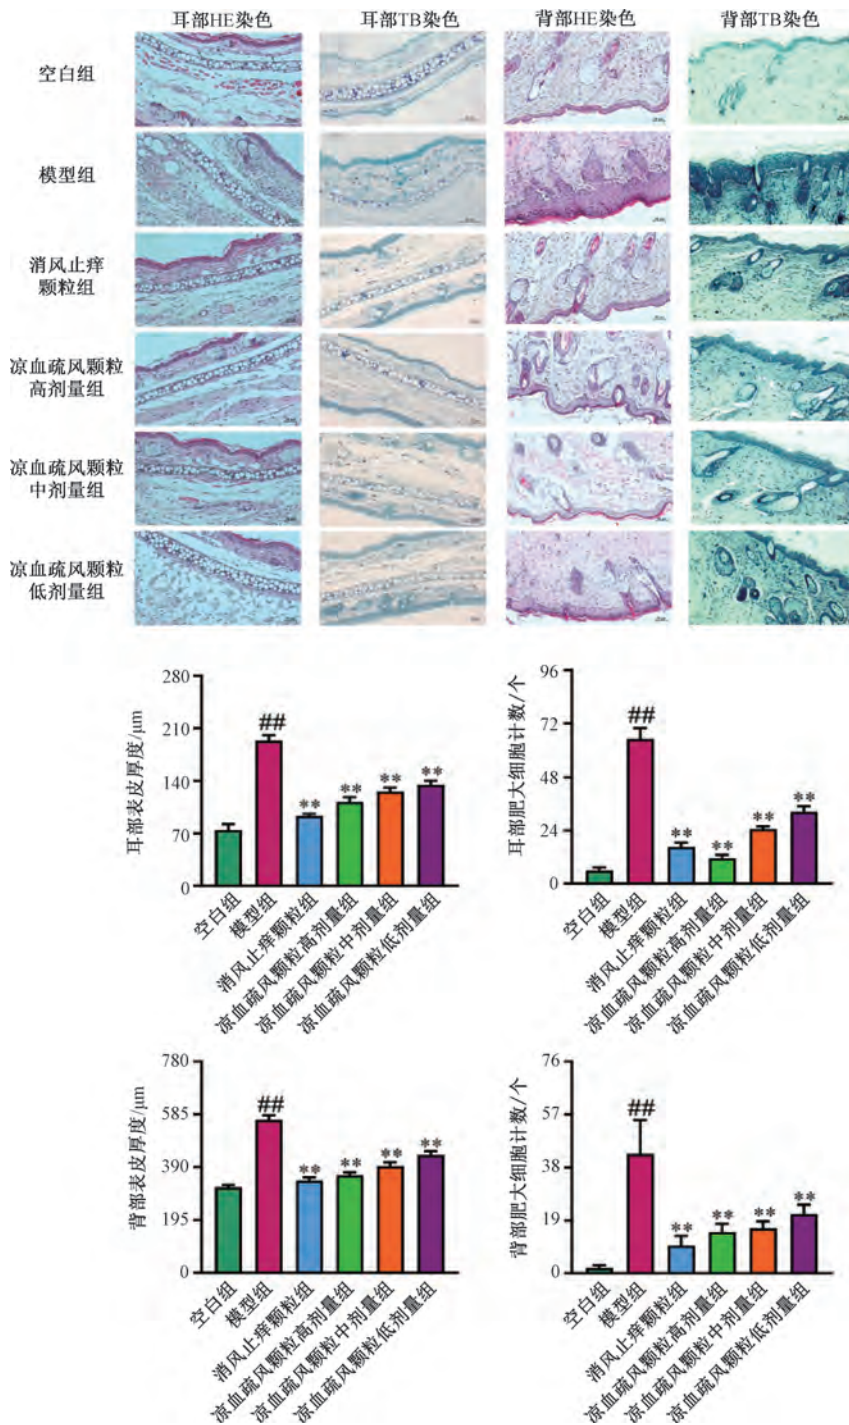 耳部HE染色 耳部TB染色 背部HE染色 背部TB染色
空白组
模型组
消风止痒
颗粒组
凉血疏风颗粒
高剂量组
凉血疏风颗粒
中剂量组
凉血疏风颗粒
低剂量组
耳部表皮厚度/μm
280
210
140
70
0
##
**
**
**
**
空白组
模型组
消风止痒颗粒组
凉血疏风颗粒高剂量组
凉血疏风颗粒中剂量组
凉血疏风颗粒低剂量组
耳部肥大细胞计数/个
96
72
48
24
0
##
**
**
**
**
空白组
模型组
消风止痒颗粒组
凉血疏风颗粒高剂量组
凉血疏风颗粒中剂量组
凉血疏风颗粒低剂量组
背部表皮厚度/μm
780
585
390
195
0
##
**
**
**
**
空白组
模型组
消风止痒颗粒组
凉血疏风颗粒高剂量组
凉血疏风颗粒中剂量组
凉血疏风颗粒低剂量组
背部肥大细胞计数/个
76
57
38
19
0
##
**
**
**
**
空白组
模型组
消风止痒颗粒组
凉血疏风颗粒高剂量组
凉血疏风颗粒中剂量组
凉血疏风颗粒低剂量组